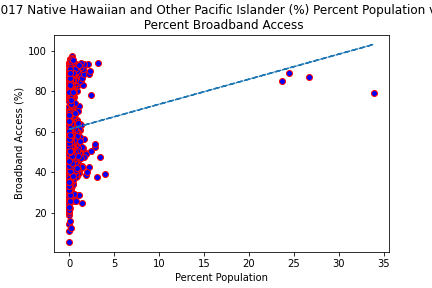 017 Native Hawaiian and Other Pacific Islander (%) Percent Population v
Percent Broadband Access
100
80
60
40
20
Broadband Access (%)
0 5 10 15 20 25 30 35
Percent Population